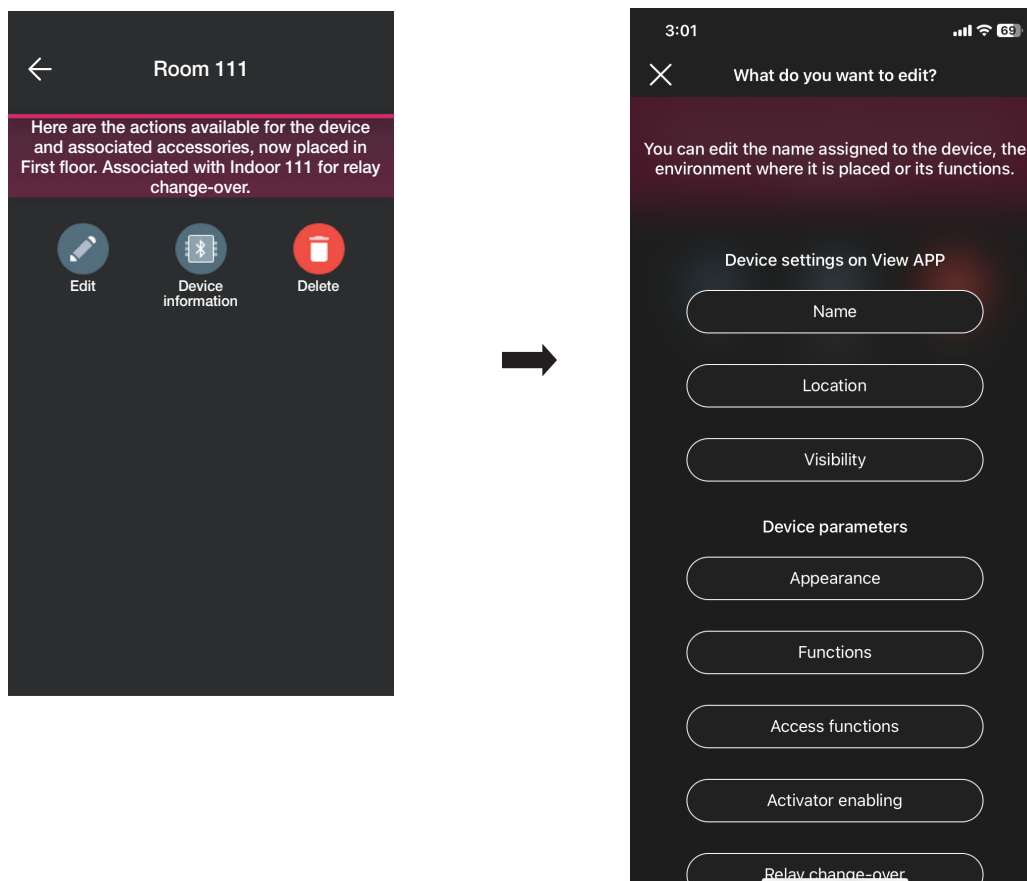 Room 111
Here are the actions available for the device
and associated accessories, now placed in
First floor. Associated with Indoor 111 for relay
change-over.
Edit
Device
information
Delete
3:01
69
What do you want to edit?
You can edit the name assigned to the device, the
environment where it is placed or its functions.
Device settings on View APP
Name
Location
Visibility
Device parameters
Appearance
Functions
Access functions
Activator enabling
Relay change-over